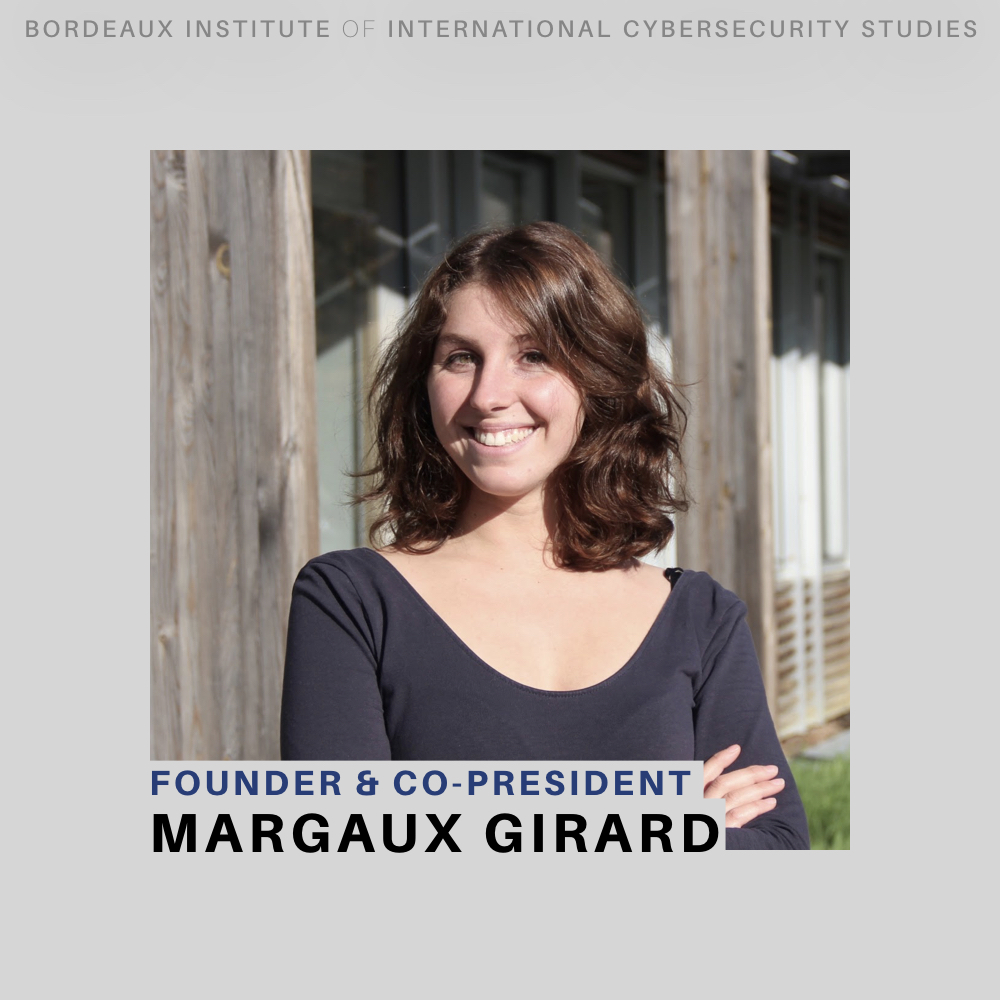 BORDEAUX INSTITUTE OF INTERNATIONAL CYBERSECURITY STUDIES
FOUNDER & CO-PRESIDENT
MARGAUX GIRARD